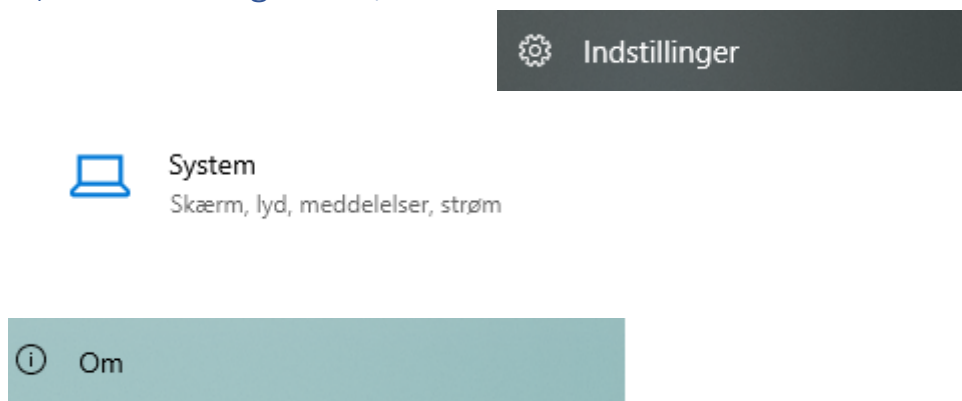 Indstillinger
System
Skærm, lyd, meddelelser, strøm
Om